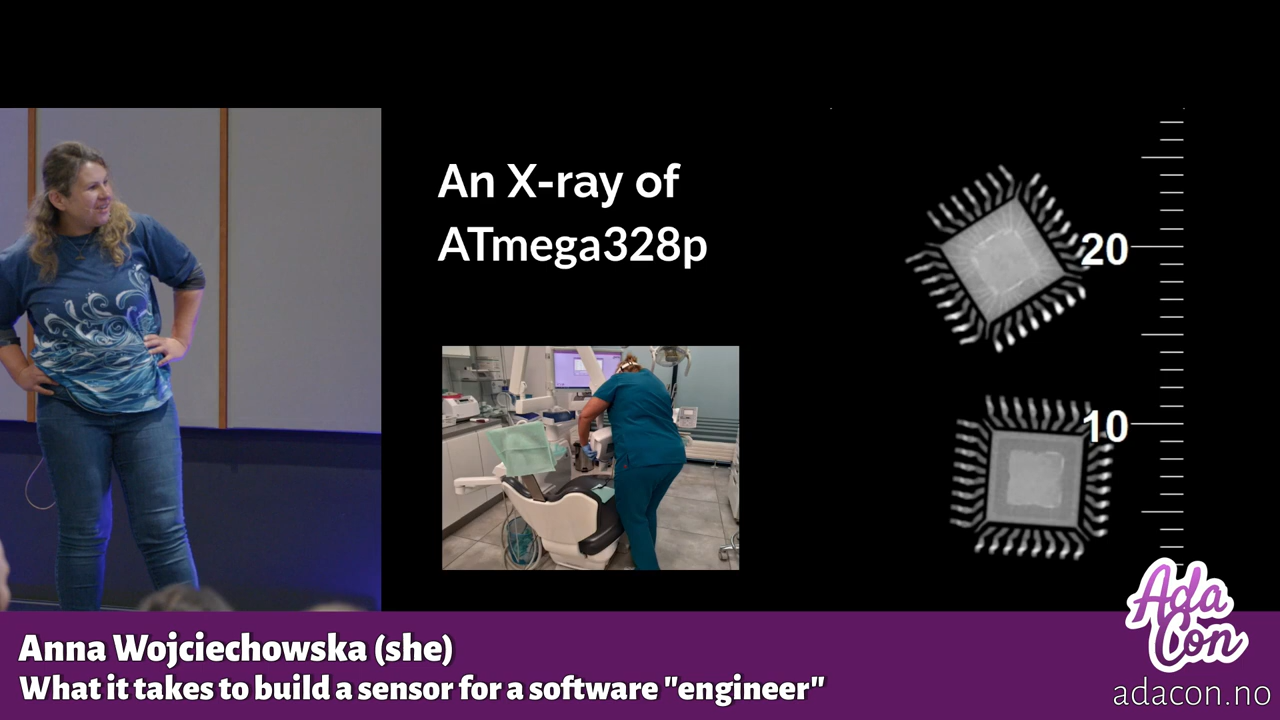 An X-ray of
ATmega328p
20
10
Ada
Con
Anna Wojciechowska (she)
What it takes to build a sensor for a software "engineer"
adacon.no